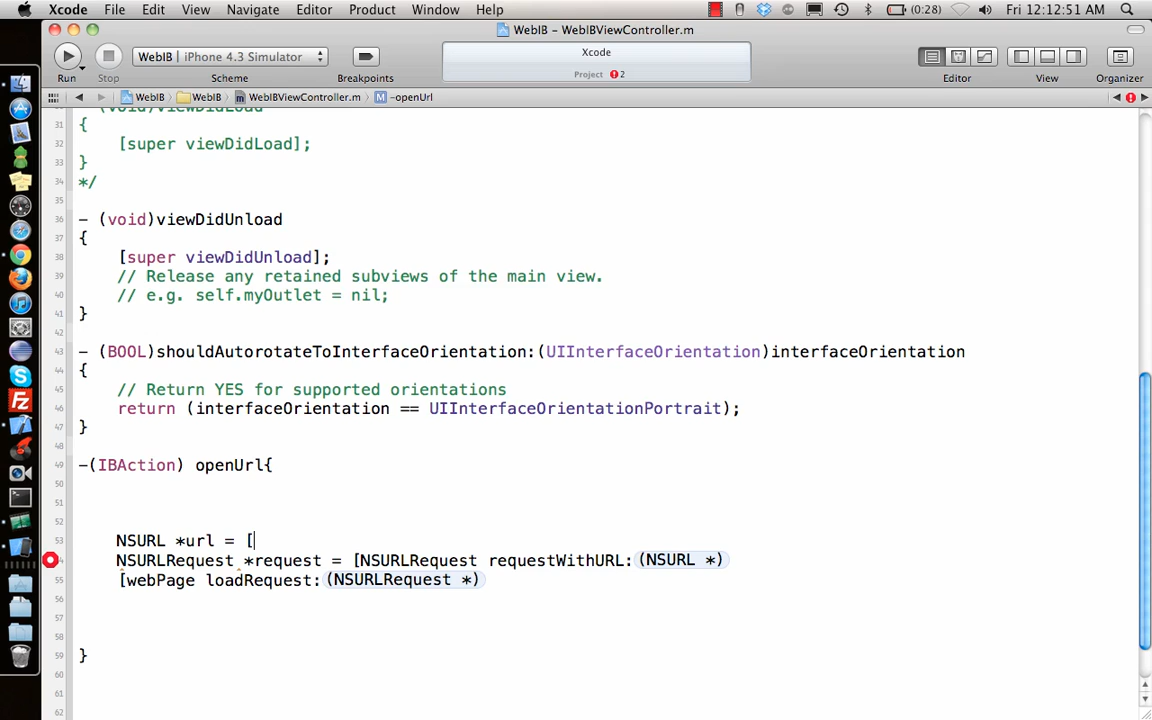 Xcode File Edit View Navigate Editor Product Window Help (0:28) Fri 12:12:51 AM
WebIB – WebIBViewController.m
WebIB iPhone 4.3 Simulator
Xcode
Project 2
Run Stop Scheme Breakpoints Editor View Organizer
WebIB WebIB WebIBViewController.m M -openUrl
(void)viewDidLoad
31 {
32 [super viewDidLoad];
33 }
34 */
35
36 - (void)viewDidUnload
37 {
38 [super viewDidUnload];
39 // Release any retained subviews of the main view.
40 // e.g. self.myOutlet = nil;
41 }
42
43 - (BOOL)shouldAutorotateToInterfaceOrientation:(UIInterfaceOrientation)interfaceOrientation
44 {
45 // Return YES for supported orientations
46 return (interfaceOrientation == UIInterfaceOrientationPortrait);
47 }
48
49 -(IBAction) openUrl{
50
51
52
53 NSURL *url = [
NSURLRequest *request = [NSURLRequest requestWithURL:(NSURL *)
55 [webPage loadRequest:(NSURLRequest *)
56
57
58
59 }
60
61
62